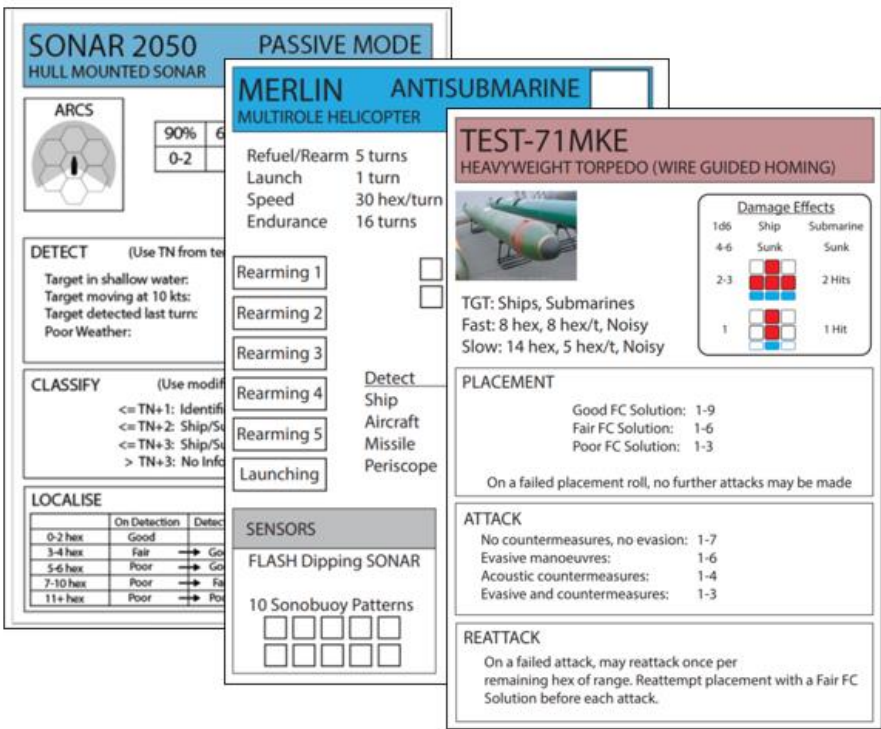 SONAR 2050 PASSIVE MODE
HULL MOUNTED SONAR
ARCS
90%
0-2
DETECT (Use TN from
Target in shallow water:
Target moving at 10 kts:
Target detected last turn:
Poor Weather:
CLASSIFY (Use
<= TN+1:
<= TN+2:
<= TN+3:
> TN+3: No
LOCALISE
On Detection
0-2 hex Good
3-4 hex Fair
5-6 hex Poor
7-10 hex Poor
11+ hex Poor
MERLIN ANTISUBMARINE
MULTIROLE HELICOPTER
Refuel/Rearm 5 turns
Launch 1 turn
Speed 30 hex/turn
Endurance 16 turns
Rearming 1
Rearming 2
Rearming 3
Rearming 4
Rearming 5
Launching
Detect
Ship
Aircraft
Missile
Periscope
SENSORS
FLASH Dipping SONAR
10 Sonobuoy Patterns
TEST-71MKE
HEAVYWEIGHT TORPEDO (WIRE GUIDED HOMING)
Damage Effects
1d6 Ship Submarine
4-6 Sunk Sunk
2-3 2 Hits
1 1 Hit
TGT: Ships, Submarines
Fast: 8 hex, 8 hex/t, Noisy
Slow: 14 hex, 5 hex/t, Noisy
PLACEMENT
Good FC Solution: 1-9
Fair FC Solution: 1-6
Poor FC Solution: 1-3
On a failed placement roll, no further attacks may be made
ATTACK
No countermeasures, no evasion: 1-7
Evasive manoeuvres: 1-6
Acoustic countermeasures: 1-4
Evasive and countermeasures: 1-3
REATTACK
On a failed attack, may reattack once per
remaining hex of range. Reattempt placement with a Fair FC
Solution before each attack.